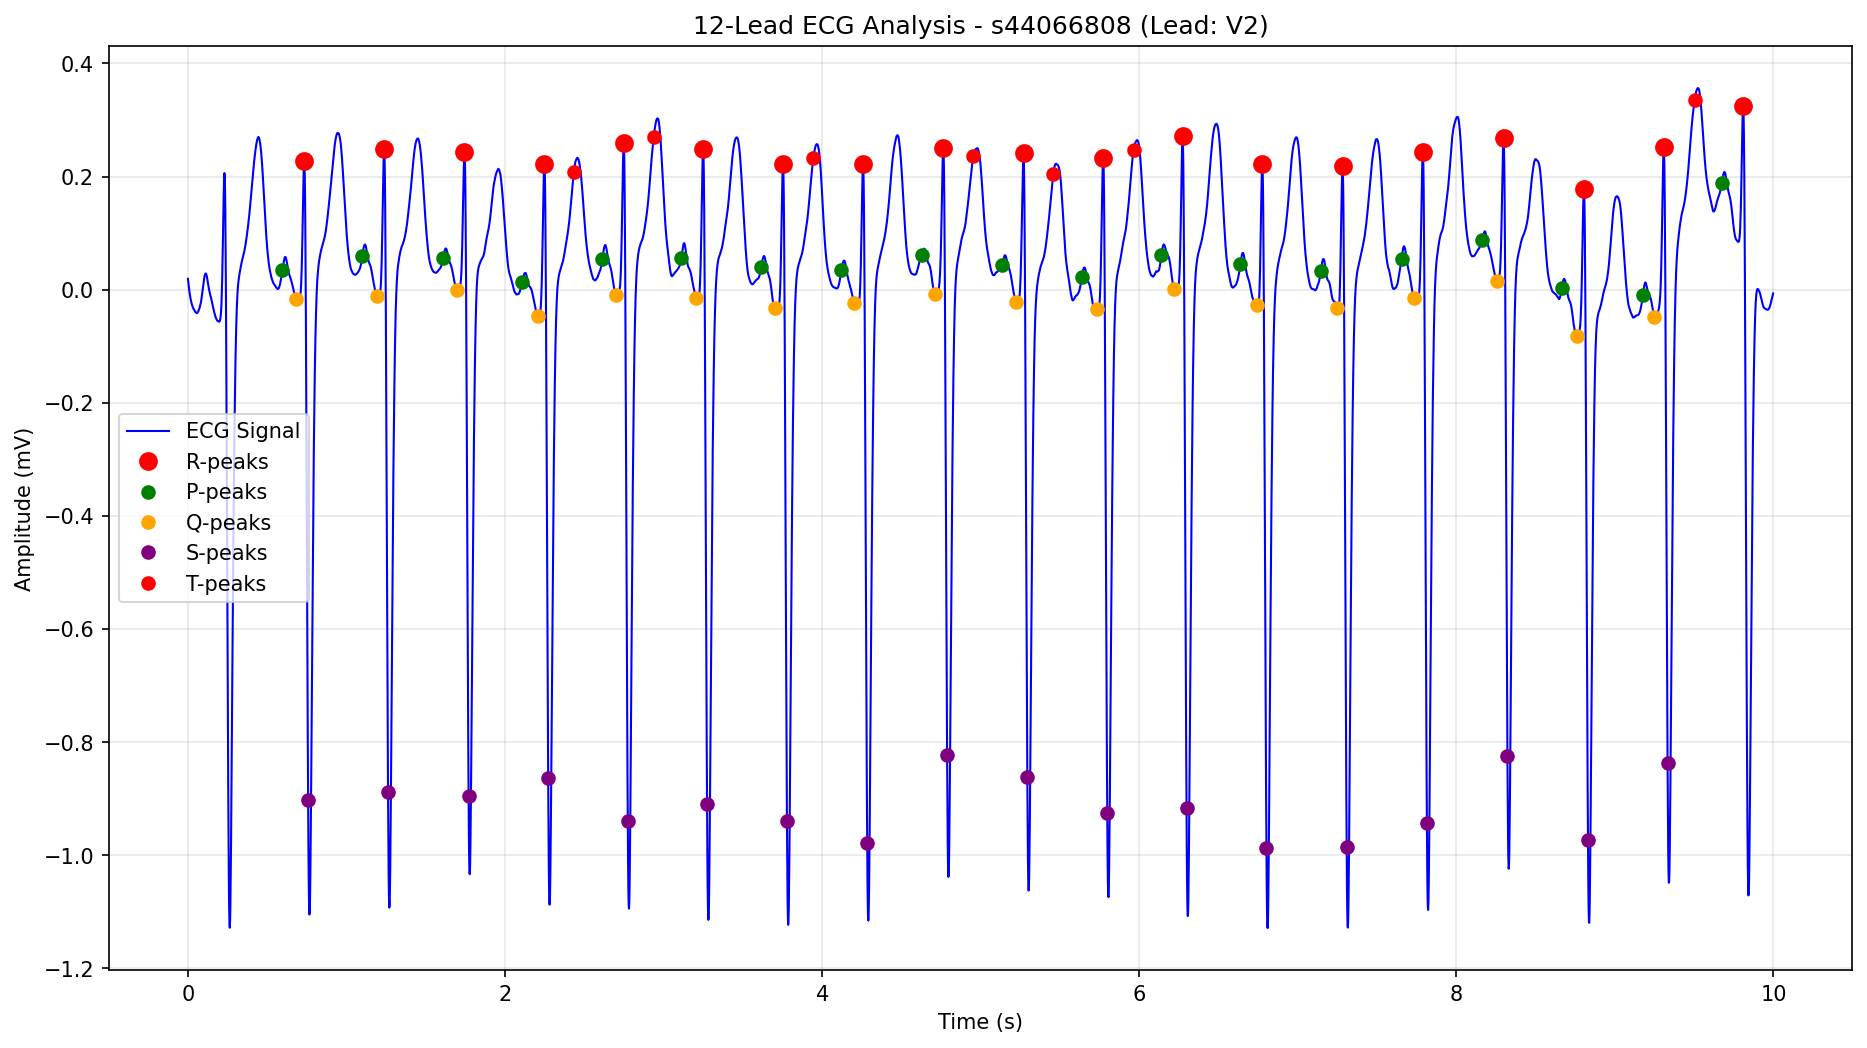 12-Lead ECG Analysis - s44066808 (Lead: V2)
Amplitude (mV)
0.4
0.2
0.0
−0.2
−0.4
−0.6
−0.8
−1.0
−1.2
ECG Signal
R-peaks
P-peaks
Q-peaks
S-peaks
T-peaks
0 2 4 6 8 10
Time (s)